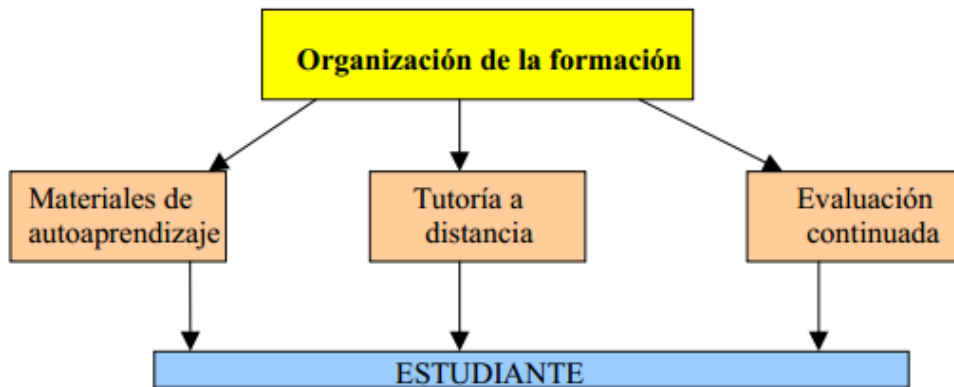 Organización de la formación
Materiales de
autoaprendizaje
Tutoría a
distancia
Evaluación
continuada
ESTUDIANTE